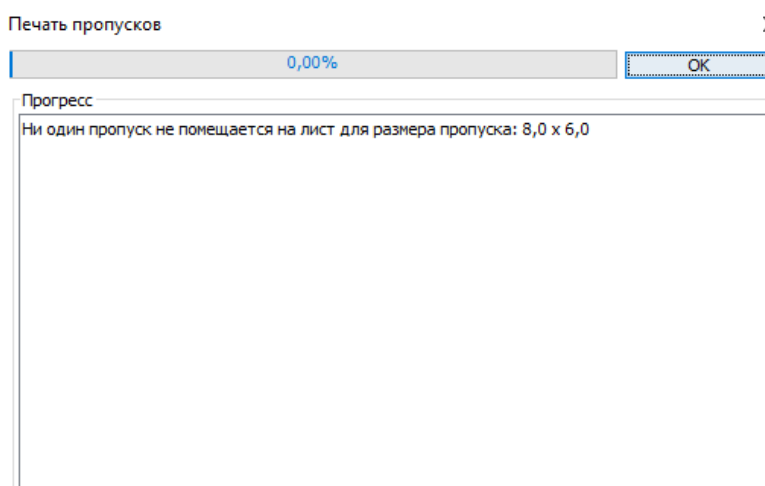 Печать пропусков
0,00%
OK
Прогресс
Ни один пропуск не помещается на лист для размера пропуска: 8,0 x 6,0